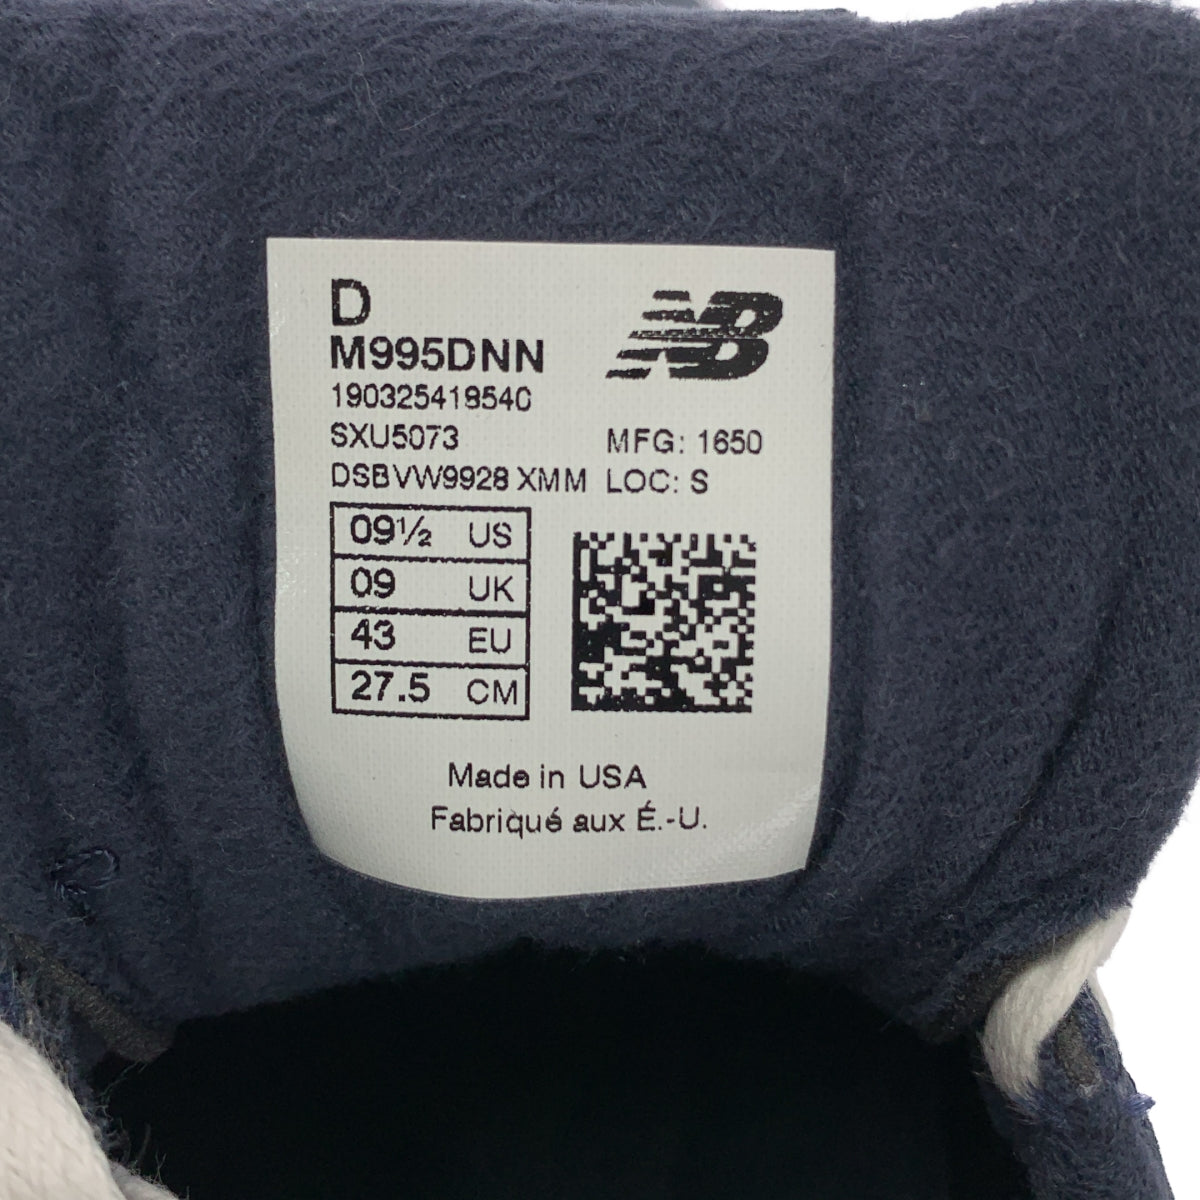 D
NB
M995DNN
190325418540
SXU5073
MFG: 1650
DSBVW9928 XMM LOC: S
09½ US
09 UK
43 EU
27.5 CM
Made in USA
Fabriqué aux É.-U.